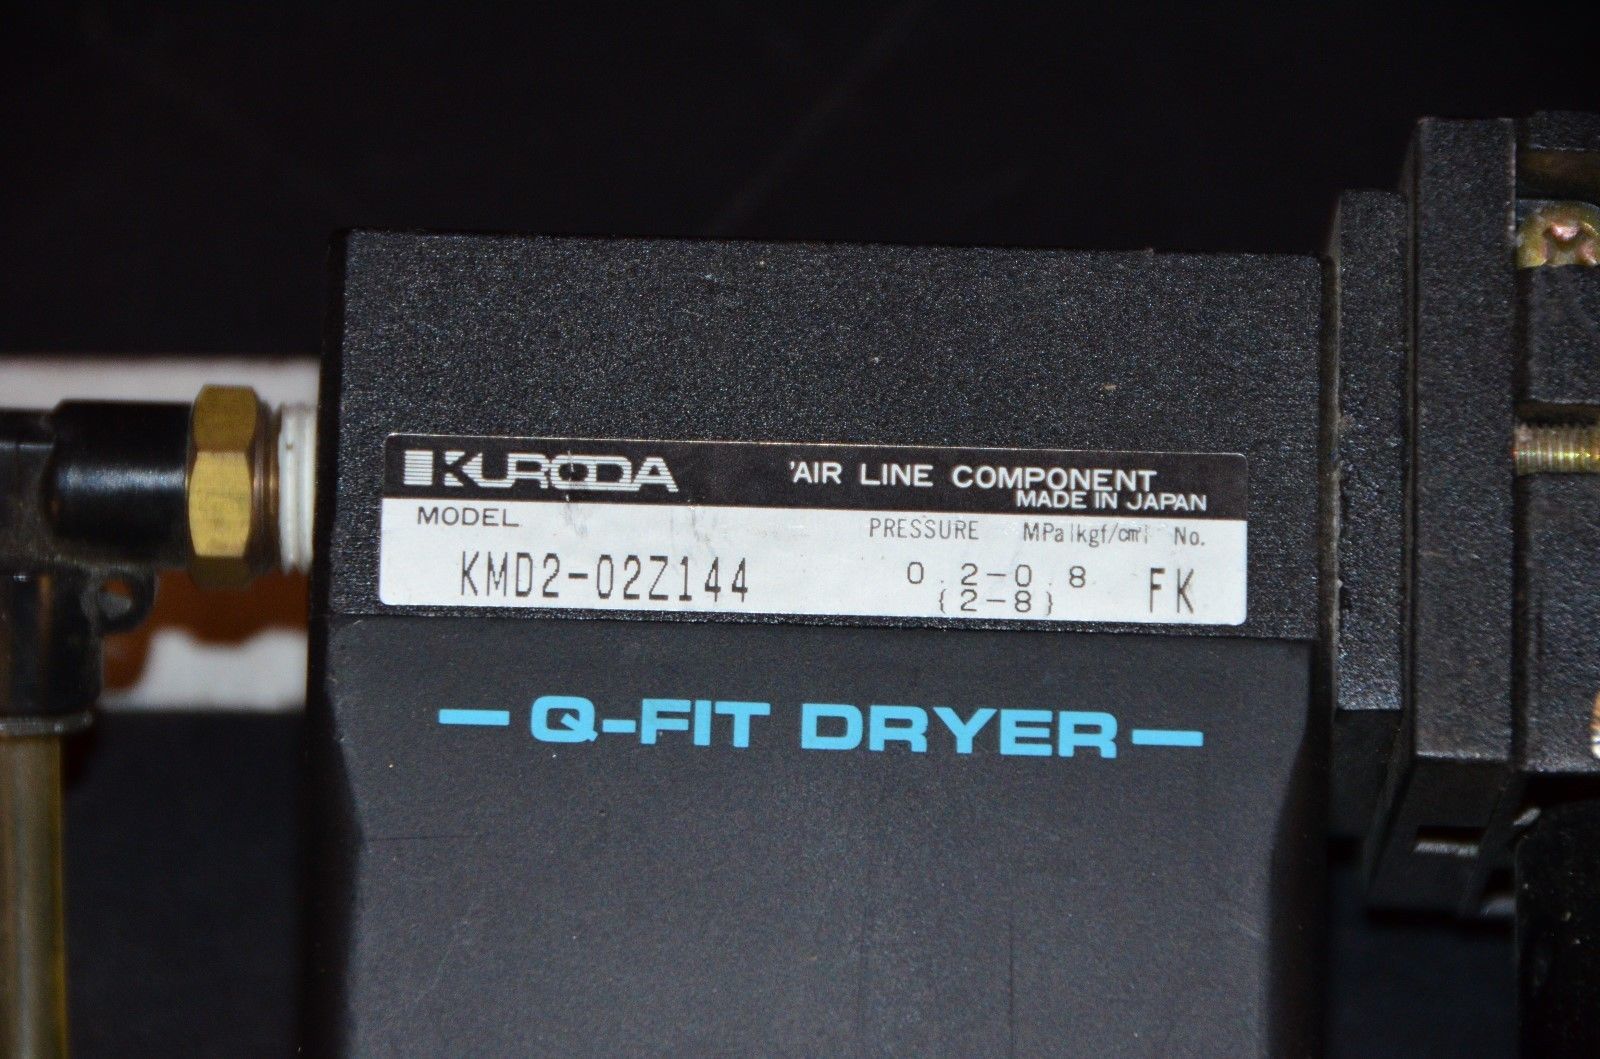 KURODA 'AIR LINE COMPONENT
MADE IN JAPAN
MODEL PRESSURE MPa{kgf/cm²} No.
KMD2-02Z144 0.2-0.8 FK
{2-8}
-Q-FIT DRYER-